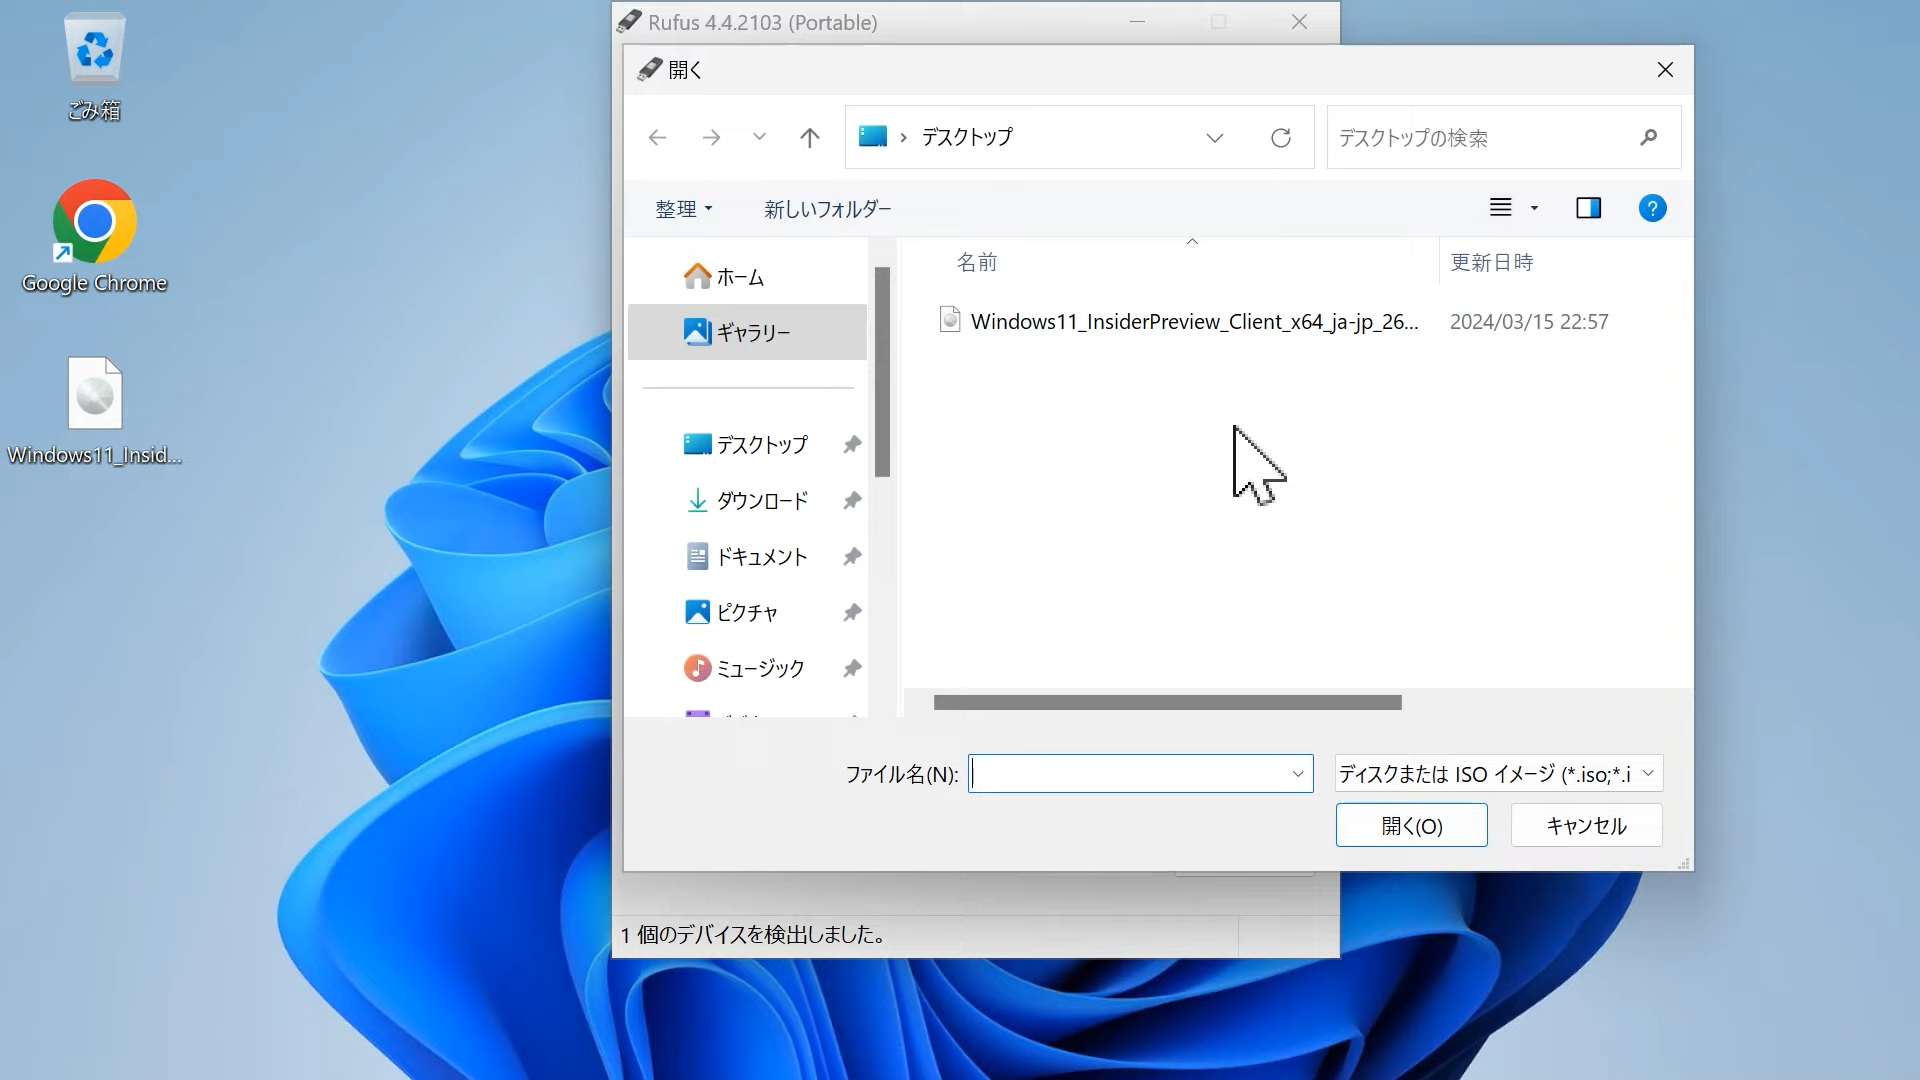 ごみ箱
Google Chrome
Windows11_Insid...
Rufus 4.4.2103 (Portable)
開く
デスクトップ
デスクトップの検索
整理
新しいフォルダー
ホーム
ギャラリー
デスクトップ
ダウンロード
ドキュメント
ピクチャ
ミュージック
名前
更新日時
Windows11_InsiderPreview_Client_x64_ja-jp_26...
2024/03/15 22:57
ファイル名(N):
ディスクまたは ISO イメージ (*.iso;*.i
開く(O)
キャンセル
1 個のデバイスを検出しました。